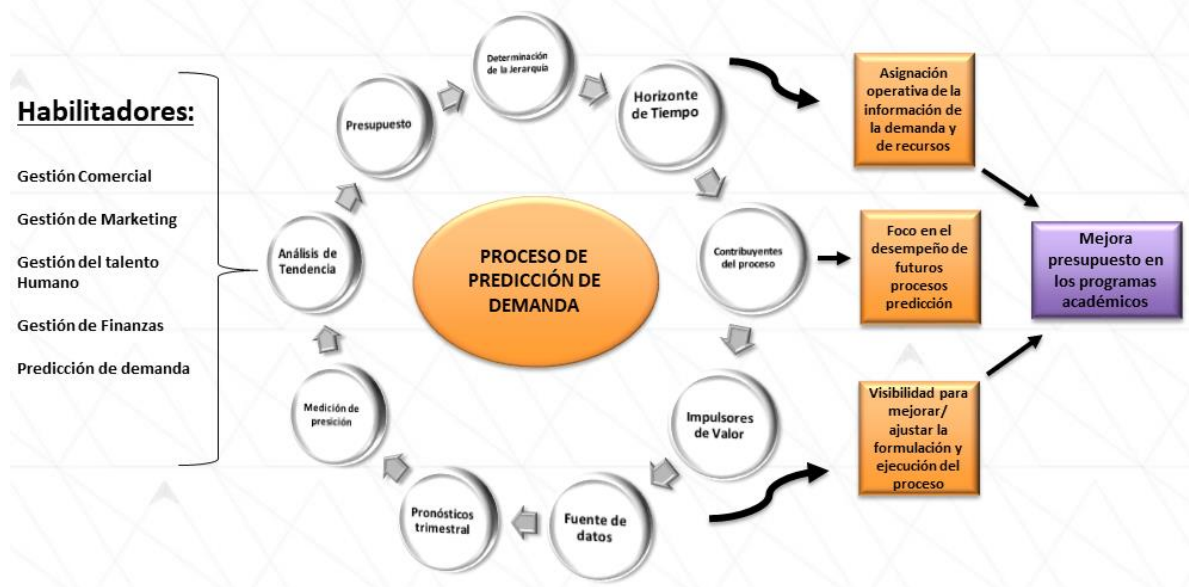 Habilitadores:
Gestión Comercial
Gestión de Marketing
Gestión del talento
Humano
Gestión de Finanzas
Predicción de demanda
Determinación
de la Jerarquía
Horizonte
de Tiempo
Contribuyentes
del proceso
Impulsores
de Valor
Fuente de
datos
Pronósticos
trimestral
Medición de
presición
Análisis de
Tendencia
Presupuesto
PROCESO DE
PREDICCIÓN DE
DEMANDA
Asignación
operativa de la
información de
la demanda y
de recursos
Foco en el
desempeño de
futuros
procesos
predicción
Visibilidad para
mejorar/
ajustar la
formulación y
ejecución del
proceso
Mejora
presupuesto en
los programas
académicos